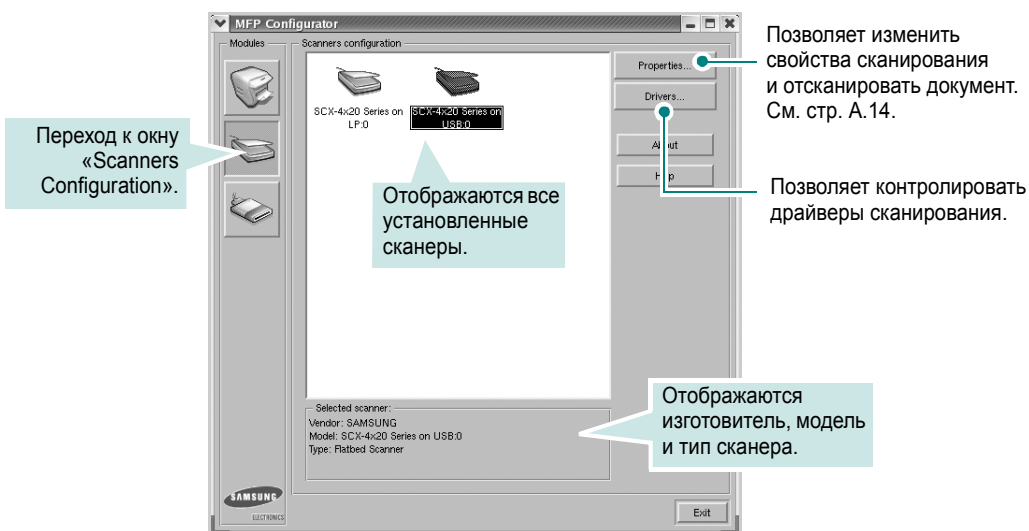 MFP Configurator
Modules
Scanners configuration
SCX-4x20 Series on
LP:0
SCX-4x20 Series on
USB:0
Properties...
Drivers...
About
Help
Selected scanner:
Vendor: SAMSUNG
Model: SCX-4x20 Series on USB:0
Type: Flatbed Scanner
SAMSUNG
ELECTRONICS
Exit
Переход к окну
«Scanners
Configuration».
Отображаются все
установленные
сканеры.
Позволяет изменить
свойства сканирования
и отсканировать документ.
См. стр. A.14.
Позволяет контролировать
драйверы сканирования.
Отображаются
изготовитель, модель
и тип сканера.